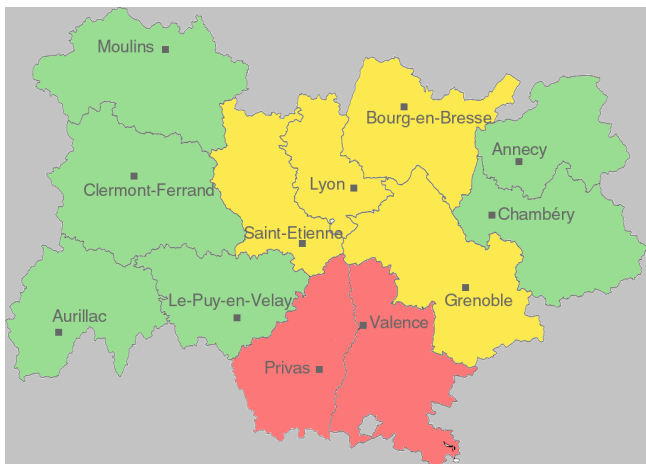 Moulins
Bourg-en-Bresse
Annecy
Clermont-Ferrand
Lyon
Chambéry
Saint-Etienne
Le-Puy-en-Velay
Grenoble
Aurillac
Valence
Privas